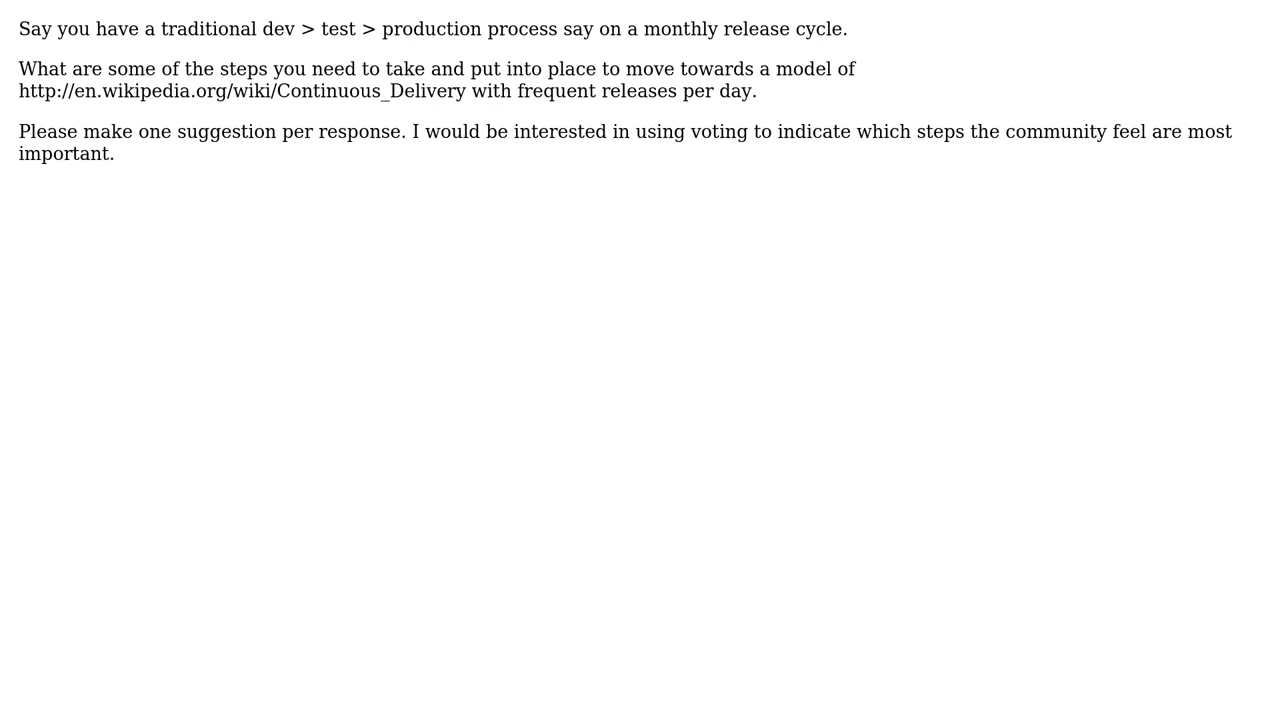 Say you have a traditional dev > test > production process say on a monthly release cycle.
What are some of the steps you need to take and put into place to move towards a model of
http://en.wikipedia.org/wiki/Continuous_Delivery with frequent releases per day.
Please make one suggestion per response. I would be interested in using voting to indicate which steps the community feel are most
important.